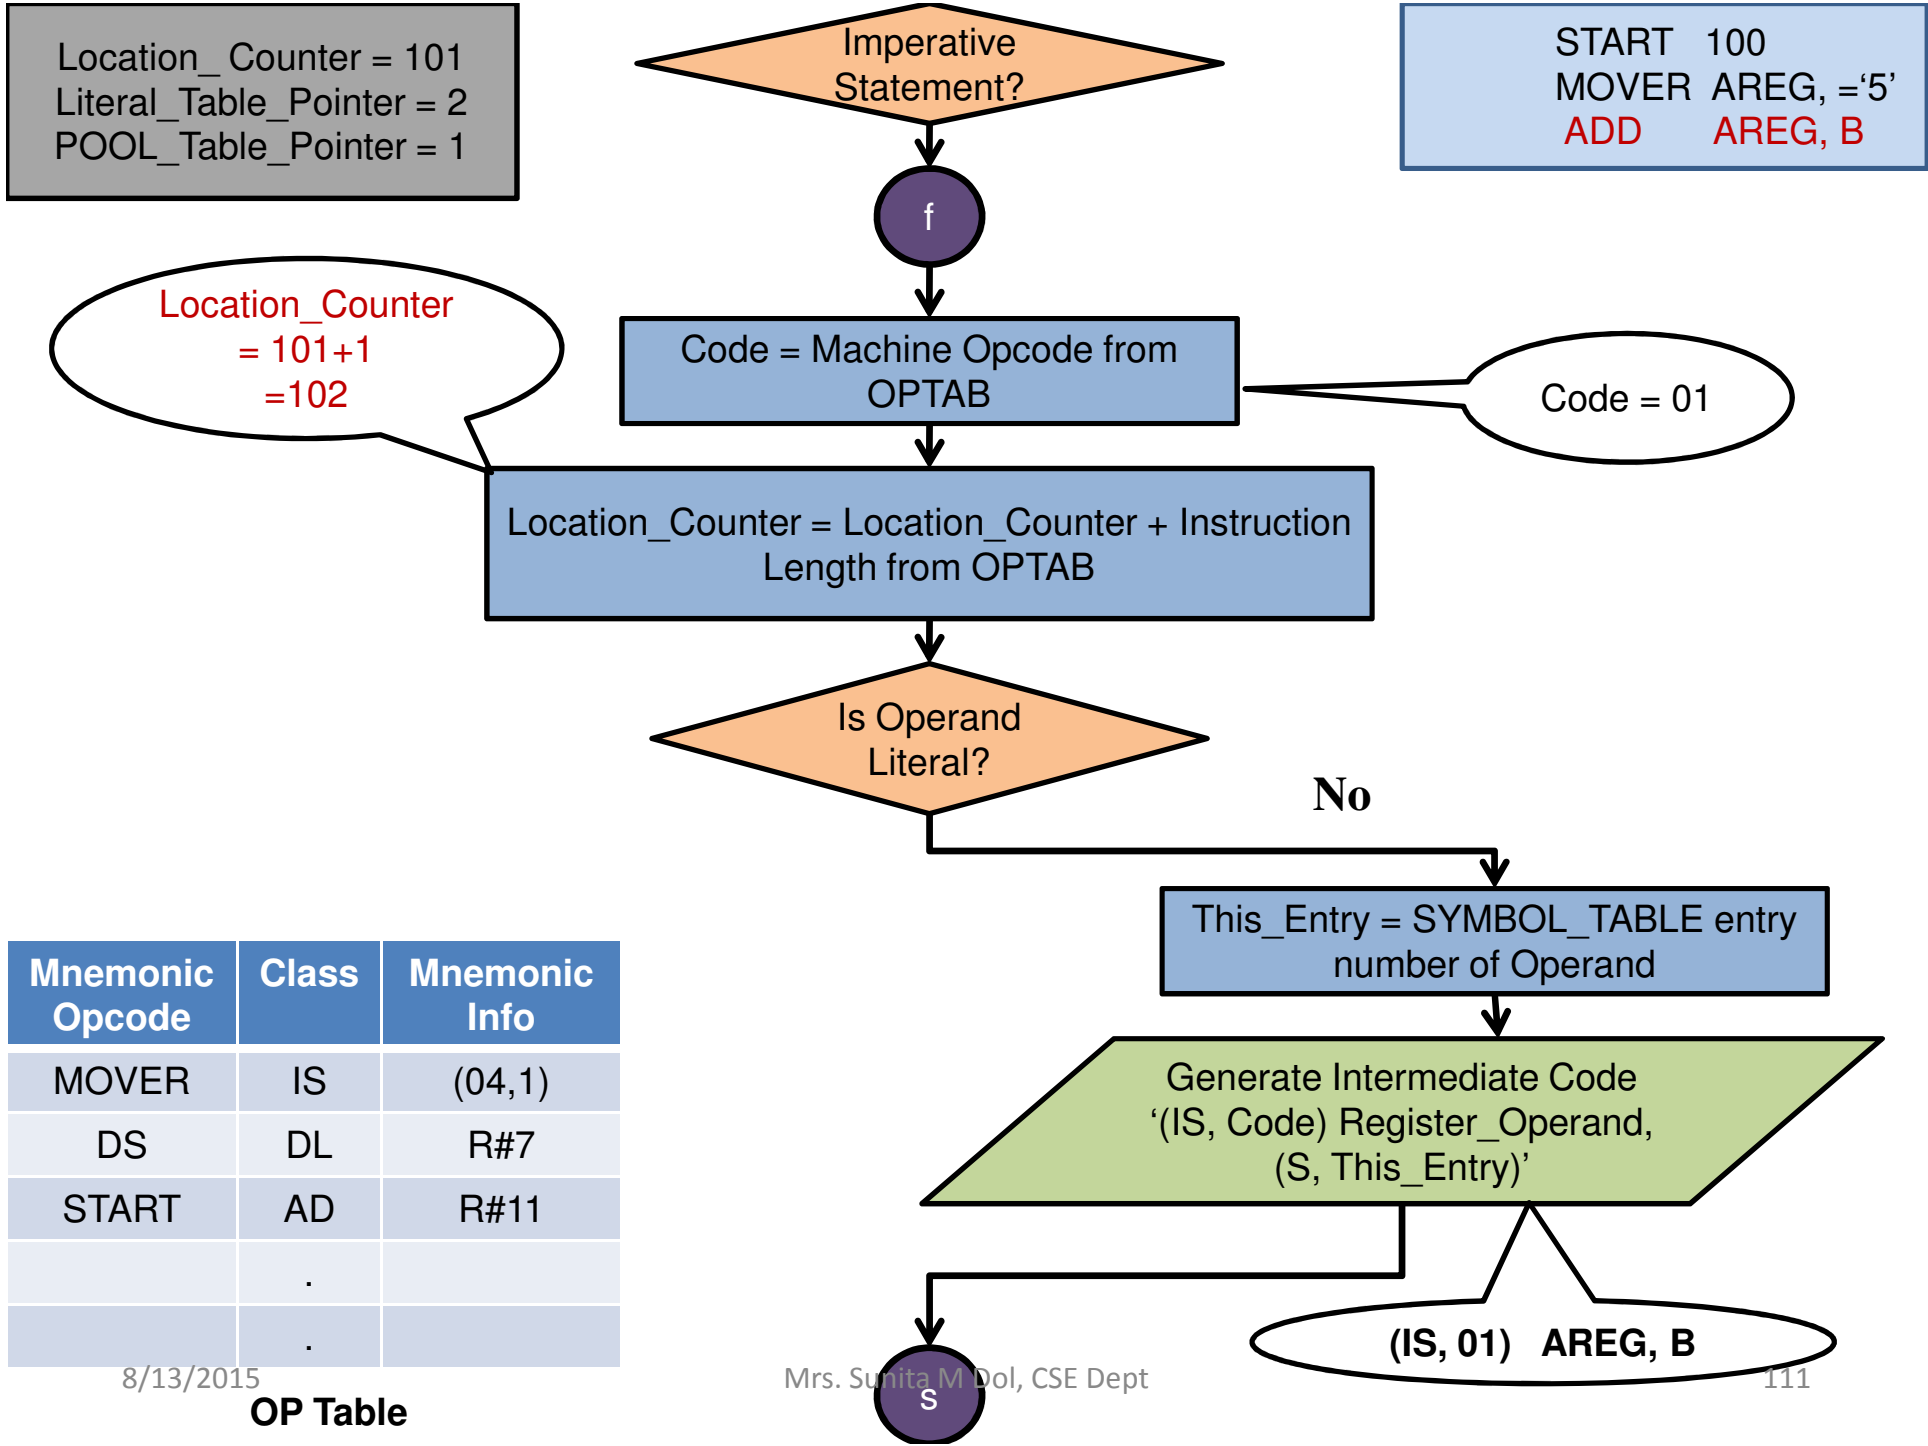 Location_ Counter = 101
Literal_Table_Pointer = 2
POOL_Table_Pointer = 1
Imperative
Statement?
START 100
MOVER AREG, =‘5’
ADD AREG, B
f
Location_Counter
= 101+1
=102
Code = Machine Opcode from
OPTAB
Code = 01
Location_Counter = Location_Counter + Instruction
Length from OPTAB
Is Operand
Literal?
No
This_Entry = SYMBOL_TABLE entry
number of Operand
Generate Intermediate Code
‘(IS, Code) Register_Operand,
(S, This_Entry)’
(IS, 01) AREG, B
s
Mnemonic Opcode Class Mnemonic Info
MOVER IS (04,1)
DS DL R#7
START AD R#11
.
.
OP Table
8/13/2015
Mrs. Sunita M Dol, CSE Dept
111